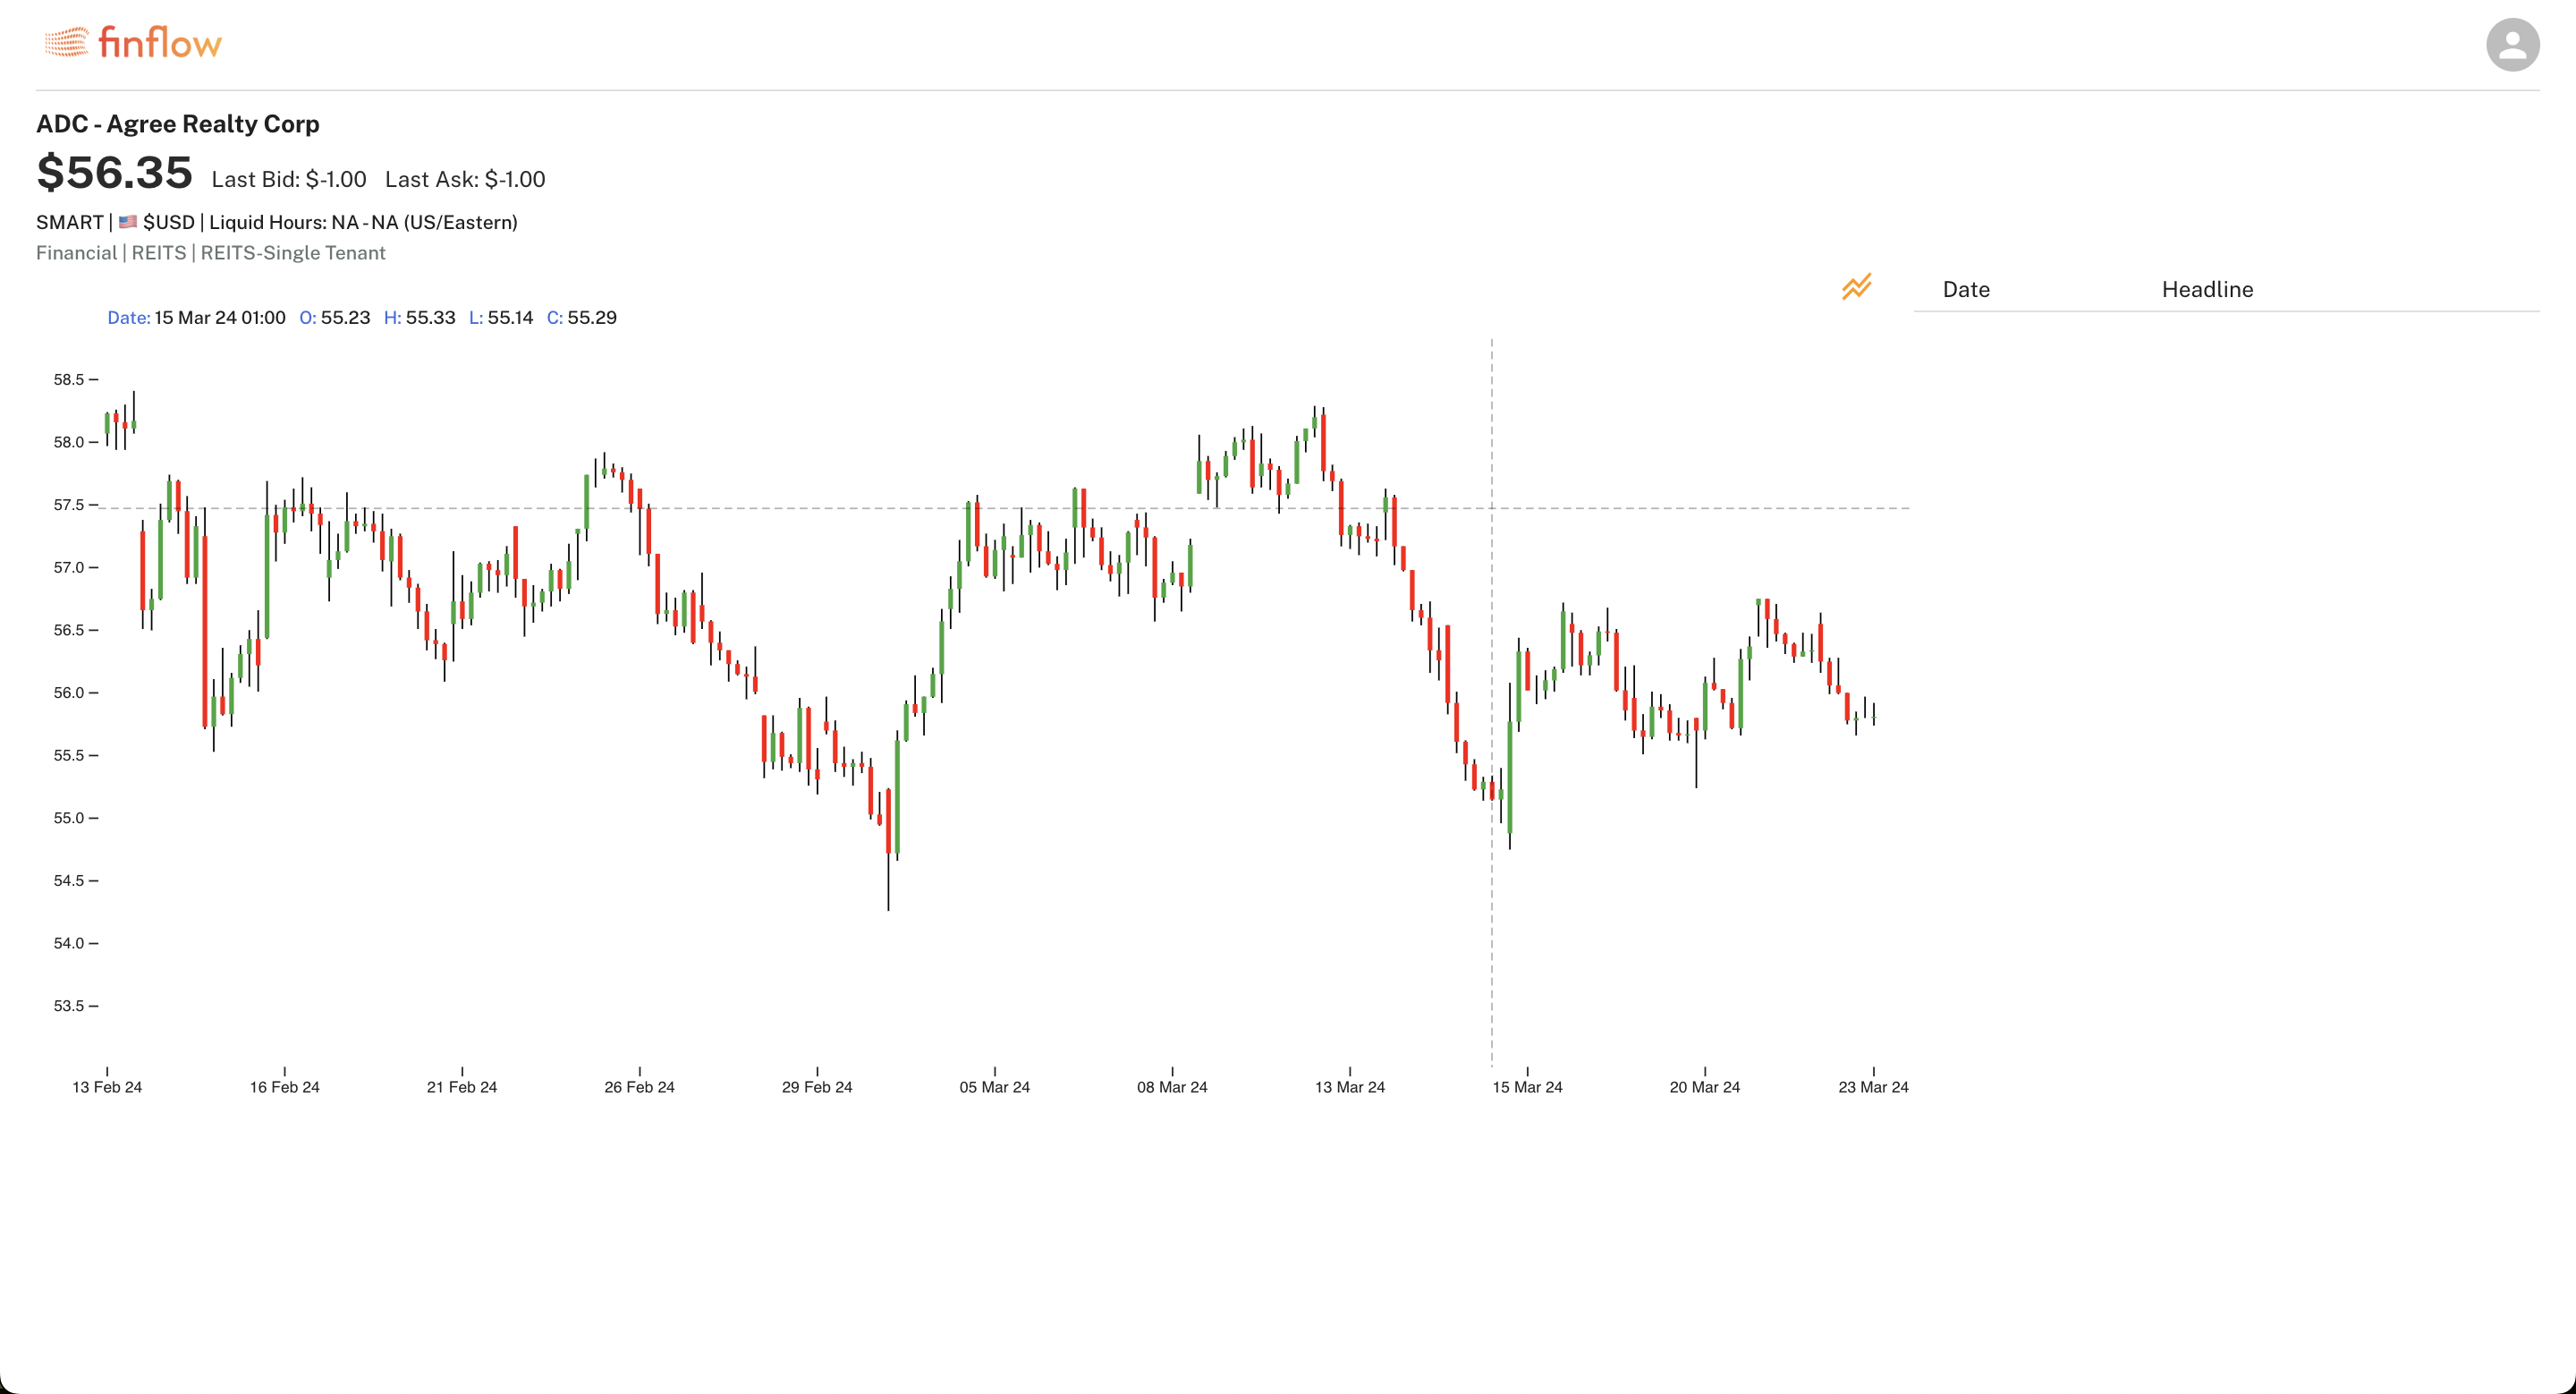 finflow
ADC - Agree Realty Corp
$56.35 Last Bid: $-1.00 Last Ask: $-1.00
SMART | 🇺🇸 $USD | Liquid Hours: NA - NA (US/Eastern)
Financial | REITS | REITS-Single Tenant
Date Headline
Date: 15 Mar 24 01:00 O: 55.23 H: 55.33 L: 55.14 C: 55.29
58.5
58.0
57.5
57.0
56.5
56.0
55.5
55.0
54.5
54.0
53.5
13 Feb 24 16 Feb 24 21 Feb 24 26 Feb 24 29 Feb 24 05 Mar 24 08 Mar 24 13 Mar 24 15 Mar 24 20 Mar 24 23 Mar 24